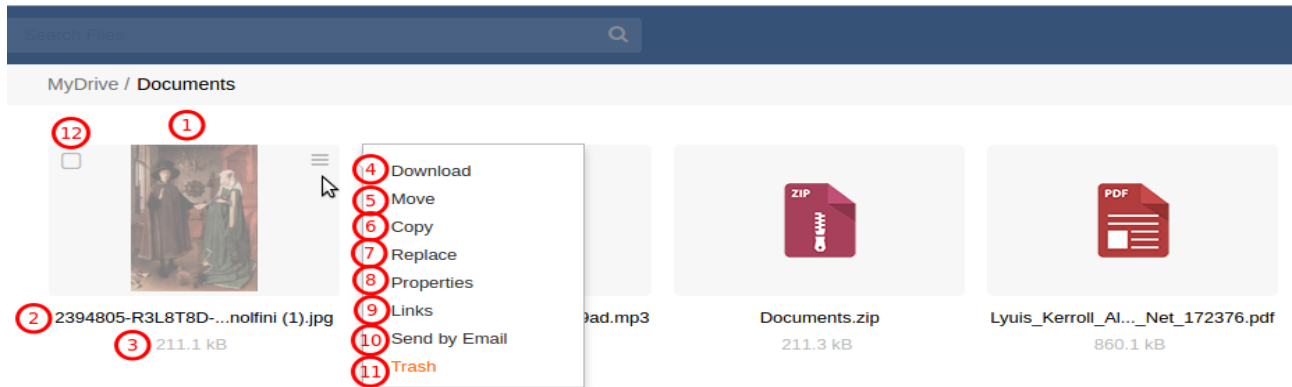 Search Files
MyDrive / Documents
12
1
4 Download
5 Move
6 Copy
7 Replace
8 Properties
9 Links
10 Send by Email
11 Trash
ZIP
PDF
2 2394805-R3L8T8D-...nolfini (1).jpg
9ad.mp3
Documents.zip
Lyuis_Kerroll_Al..._Net_172376.pdf
3 211.1 kB
211.3 kB
860.1 kB